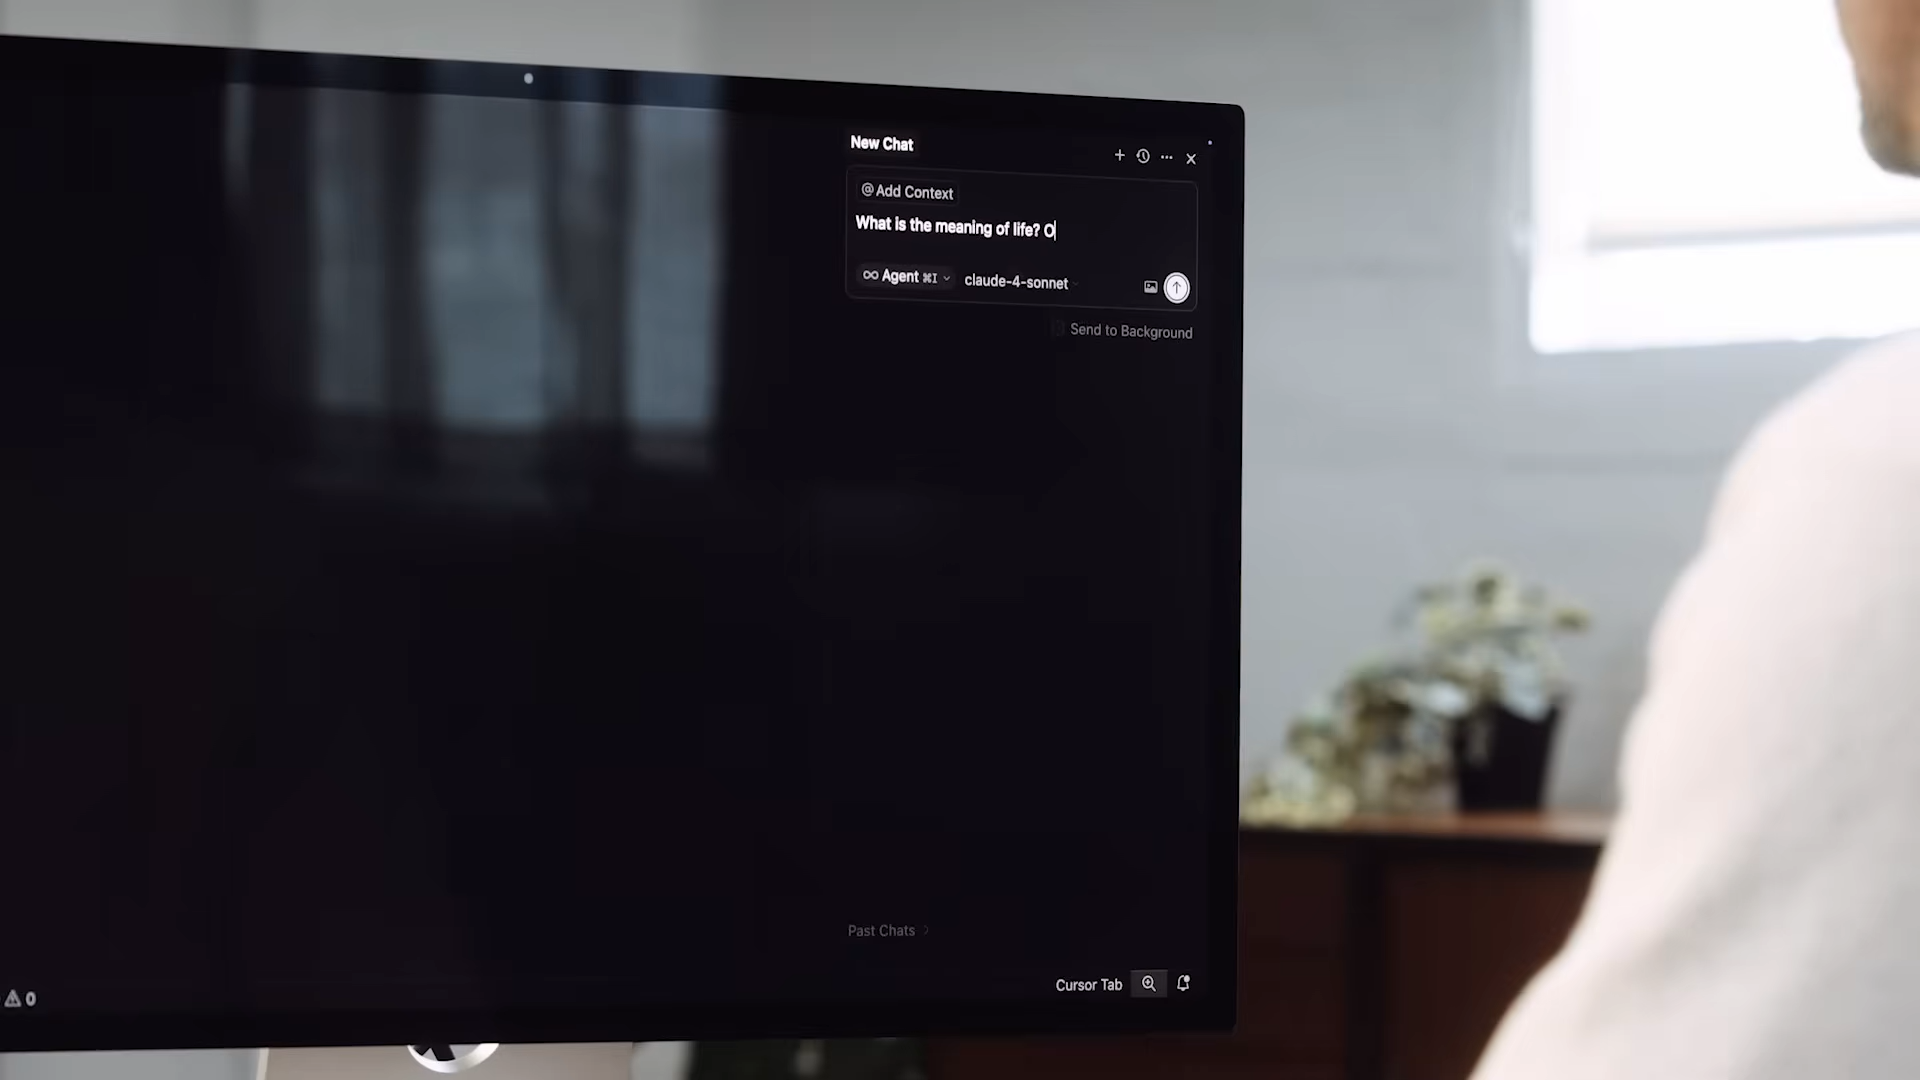 New Chat
@Add Context
What is the meaning of life? O
Agent ⌘I claude-4-sonnet
Send to Background
Past Chats
Cursor Tab
0